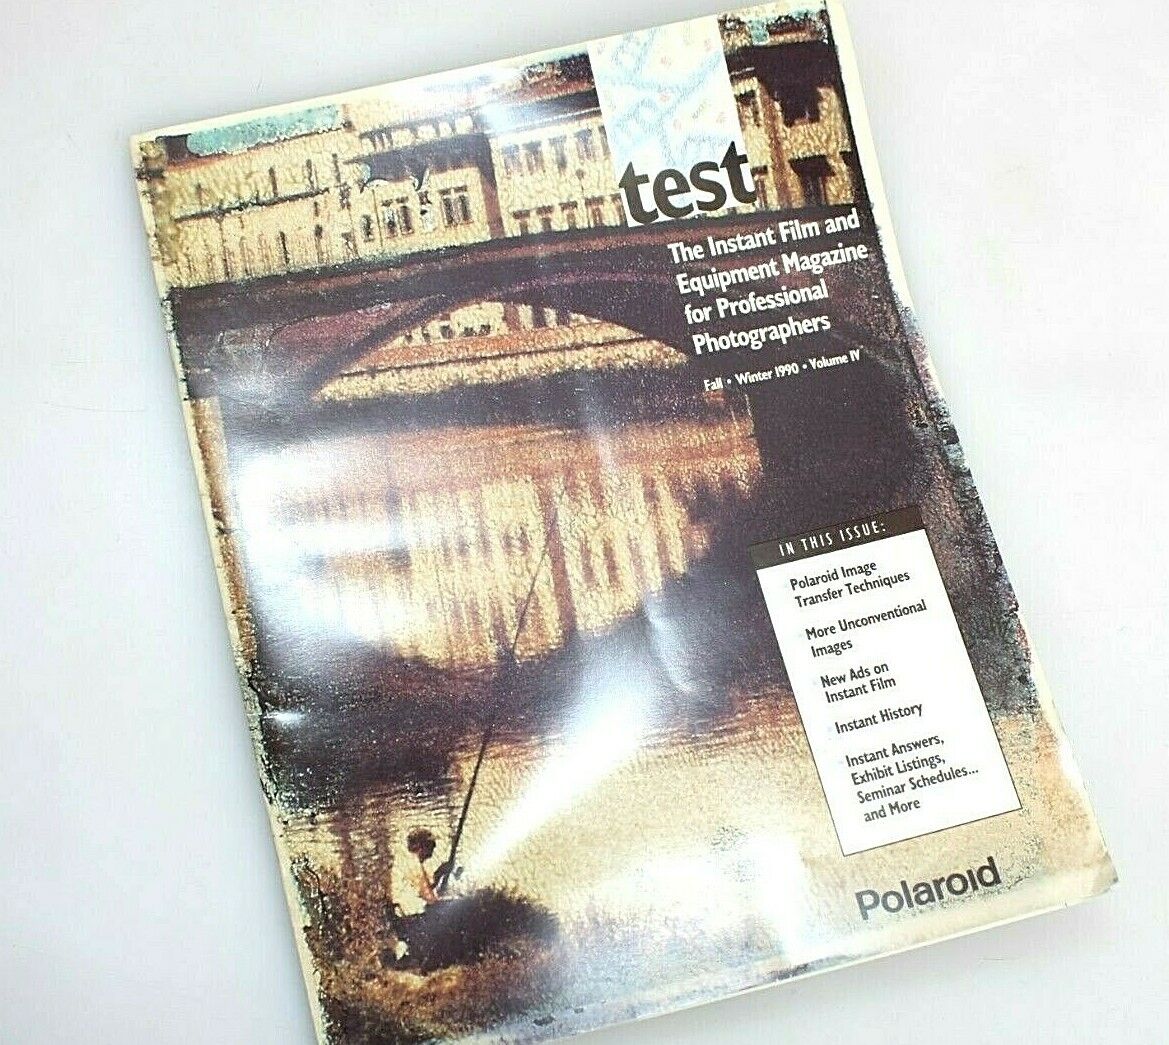 test
The Instant Film and
Equipment Magazine
for Professional
Photographers
Fall • Winter 1990 • Volume IV
IN THIS ISSUE:
Polaroid Image
Transfer Techniques
More Unconventional
Images
New Ads on
Instant Film
Instant History
Instant Answers,
Exhibit Listings,
Seminar Schedules...
and More
Polaroid